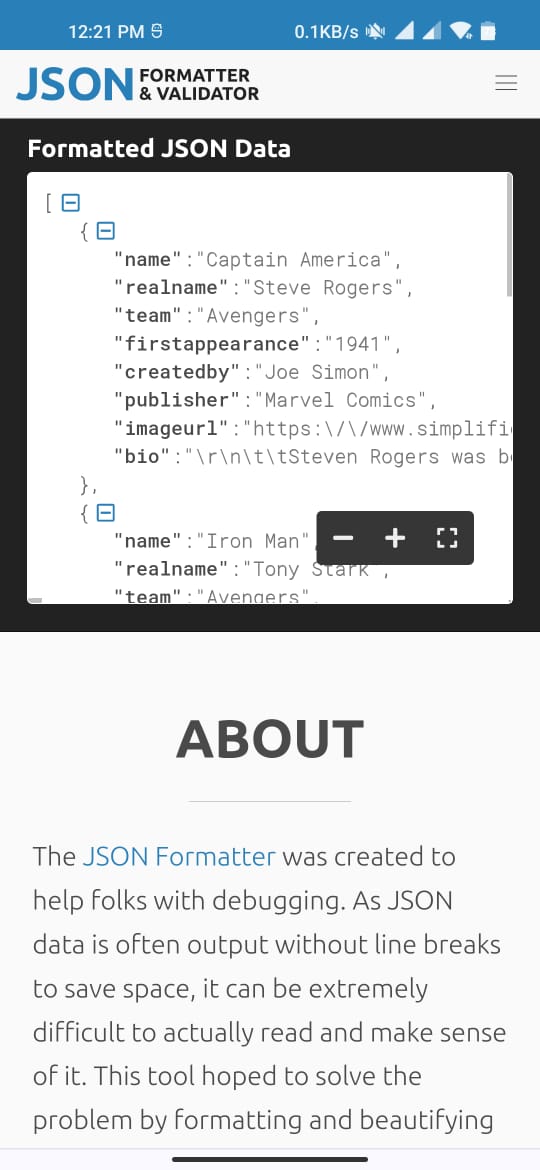 12:21 PM
0.1KB/s
JSON FORMATTER
& VALIDATOR
Formatted JSON Data
[
{
"name":"Captain America",
"realname":"Steve Rogers",
"team":"Avengers",
"firstappearance":"1941",
"createdby":"Joe Simon",
"publisher":"Marvel Comics",
"imageurl":"https:\/\/www.simplifi
"bio":"\r\n\t\tSteven Rogers was b
},
{
"name":"Iron Man"
"realname":"Tony Stark",
"team":"Avengers",
ABOUT
The JSON Formatter was created to
help folks with debugging. As JSON
data is often output without line breaks
to save space, it can be extremely
difficult to actually read and make sense
of it. This tool hoped to solve the
problem by formatting and beautifying